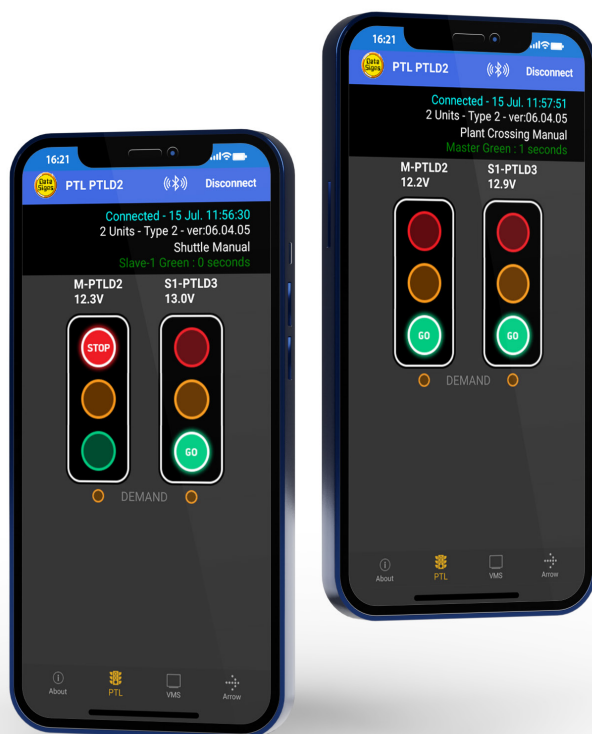 16:21
Data
Signs
PTL PTLD2
Disconnect
Connected - 15 Jul. 11:56:30
2 Units - Type 2 - ver:06.04.05
Shuttle Manual
Slave-1 Green : 0 seconds
M-PTLD2
12.3V
S1-PTLD3
13.0V
STOP
GO
DEMAND
About
PTL
VMS
Arrow
16:21
Data
Signs
PTL PTLD2
Disconnect
Connected - 15 Jul. 11:57:51
2 Units - Type 2 - ver:06.04.05
Plant Crossing Manual
Master Green : 1 seconds
M-PTLD2
12.2V
S1-PTLD3
12.9V
GO
GO
DEMAND
About
PTL
VMS
Arrow